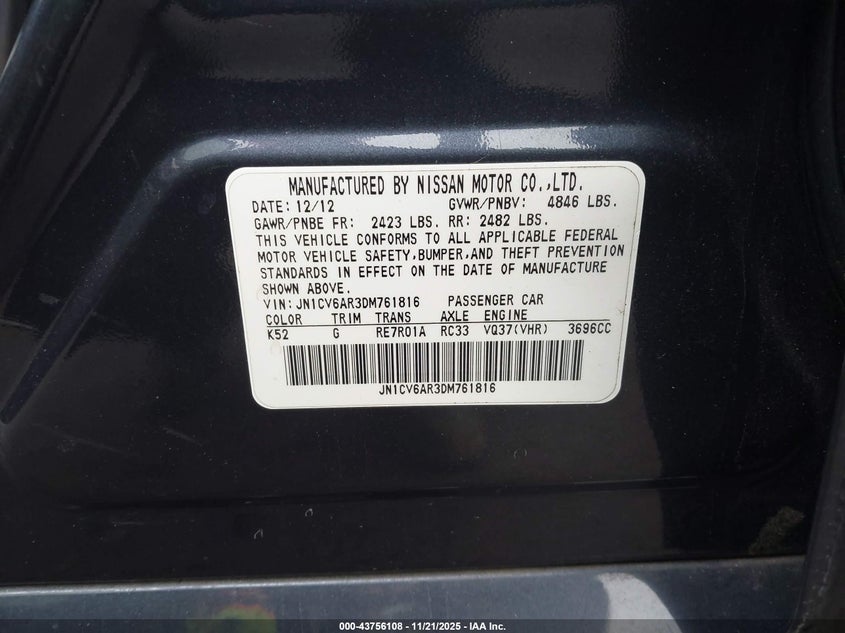 MANUFACTURED BY NISSAN MOTOR CO.,LTD.
DATE: 12/12 GVWR/PNBV: 4846 LBS.
GAWR/PNBE FR: 2423 LBS. RR: 2482 LBS.
THIS VEHICLE CONFORMS TO ALL APPLICABLE FEDERAL
MOTOR VEHICLE SAFETY,BUMPER,AND THEFT PREVENTION
STANDARDS IN EFFECT ON THE DATE OF MANUFACTURE
SHOWN ABOVE.
VIN: JN1CV6AR3DM761816 PASSENGER CAR
COLOR TRIM TRANS AXLE ENGINE
K52 G RE7R01A RC33 VQ37(VHR) 3696CC
JN1CV6AR3DM761816
000-43756108 - 11/21/2025 - IAA Inc.